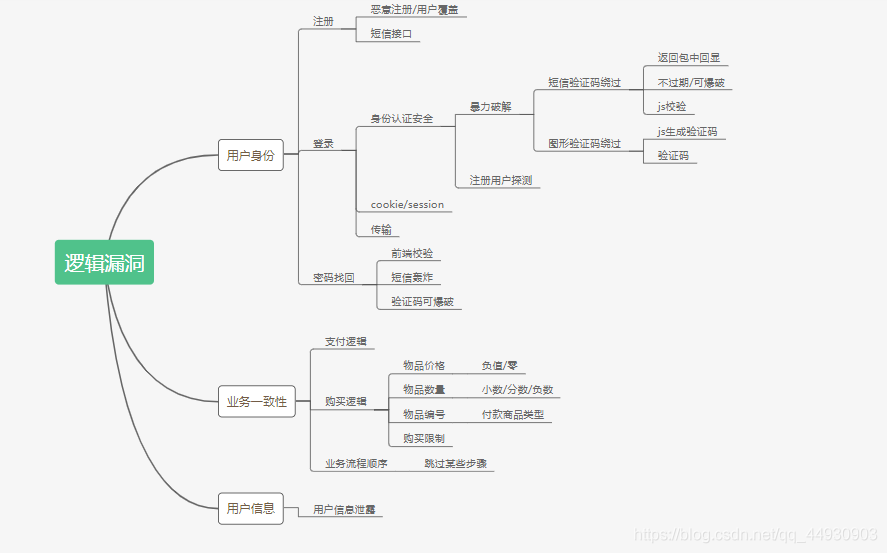 逻辑漏洞
用户身份
注册
恶意注册/用户覆盖
短信接口
登录
身份认证安全
暴力破解
短信验证码绕过
返回包中回显
不过期/可爆破
js校验
图形验证码绕过
js生成验证码
验证码
注册用户探测
cookie/session
传输
密码找回
前端校验
短信轰炸
验证码可爆破
业务一致性
支付逻辑
购买逻辑
物品价格
负值/零
物品数量
小数/分数/负数
物品编号
付款商品类型
购买限制
业务流程顺序
跳过某些步骤
用户信息
用户信息泄露
https://blog.csdn.net/qq_44930903